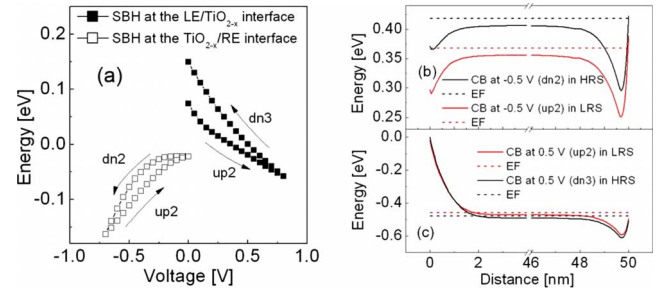 SBH at the LE/TiO2-x interface
SBH at the TiO2-x/RE interface
(a)
dn3
dn2
up2
up2
0.2
0.1
0.0
-0.1
Energy [eV]
-1.0 -0.5 0.0 0.5 1.0
Voltage [V]
0.40
0.35
0.30
0.25
Energy [eV]
(b)
CB at -0.5 V (dn2) in HRS
EF
CB at -0.5 V (up2) in LRS
EF
0.0
-0.2
-0.4
-0.6
Energy [eV]
CB at 0.5 V (up2) in LRS
EF
CB at 0.5 V (dn3) in HRS
EF
(c)
0 2 46 48 50
Distance [nm]